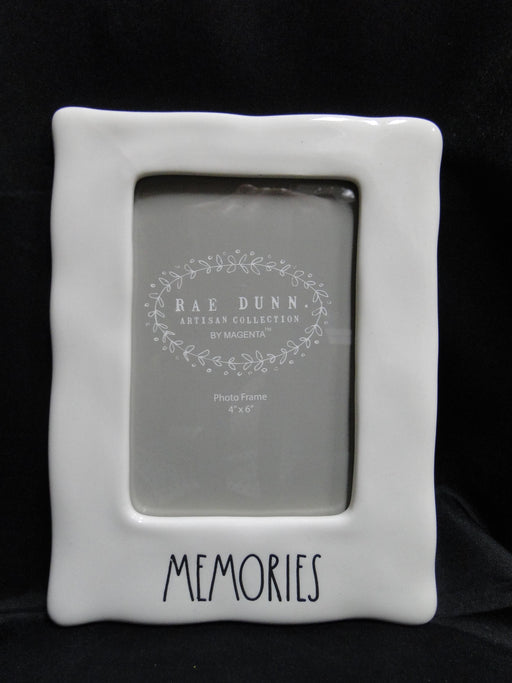 RAE DUNN.
ARTISAN COLLECTION
BY MAGENTA™
Photo Frame
4" x 6"
MEMORIES